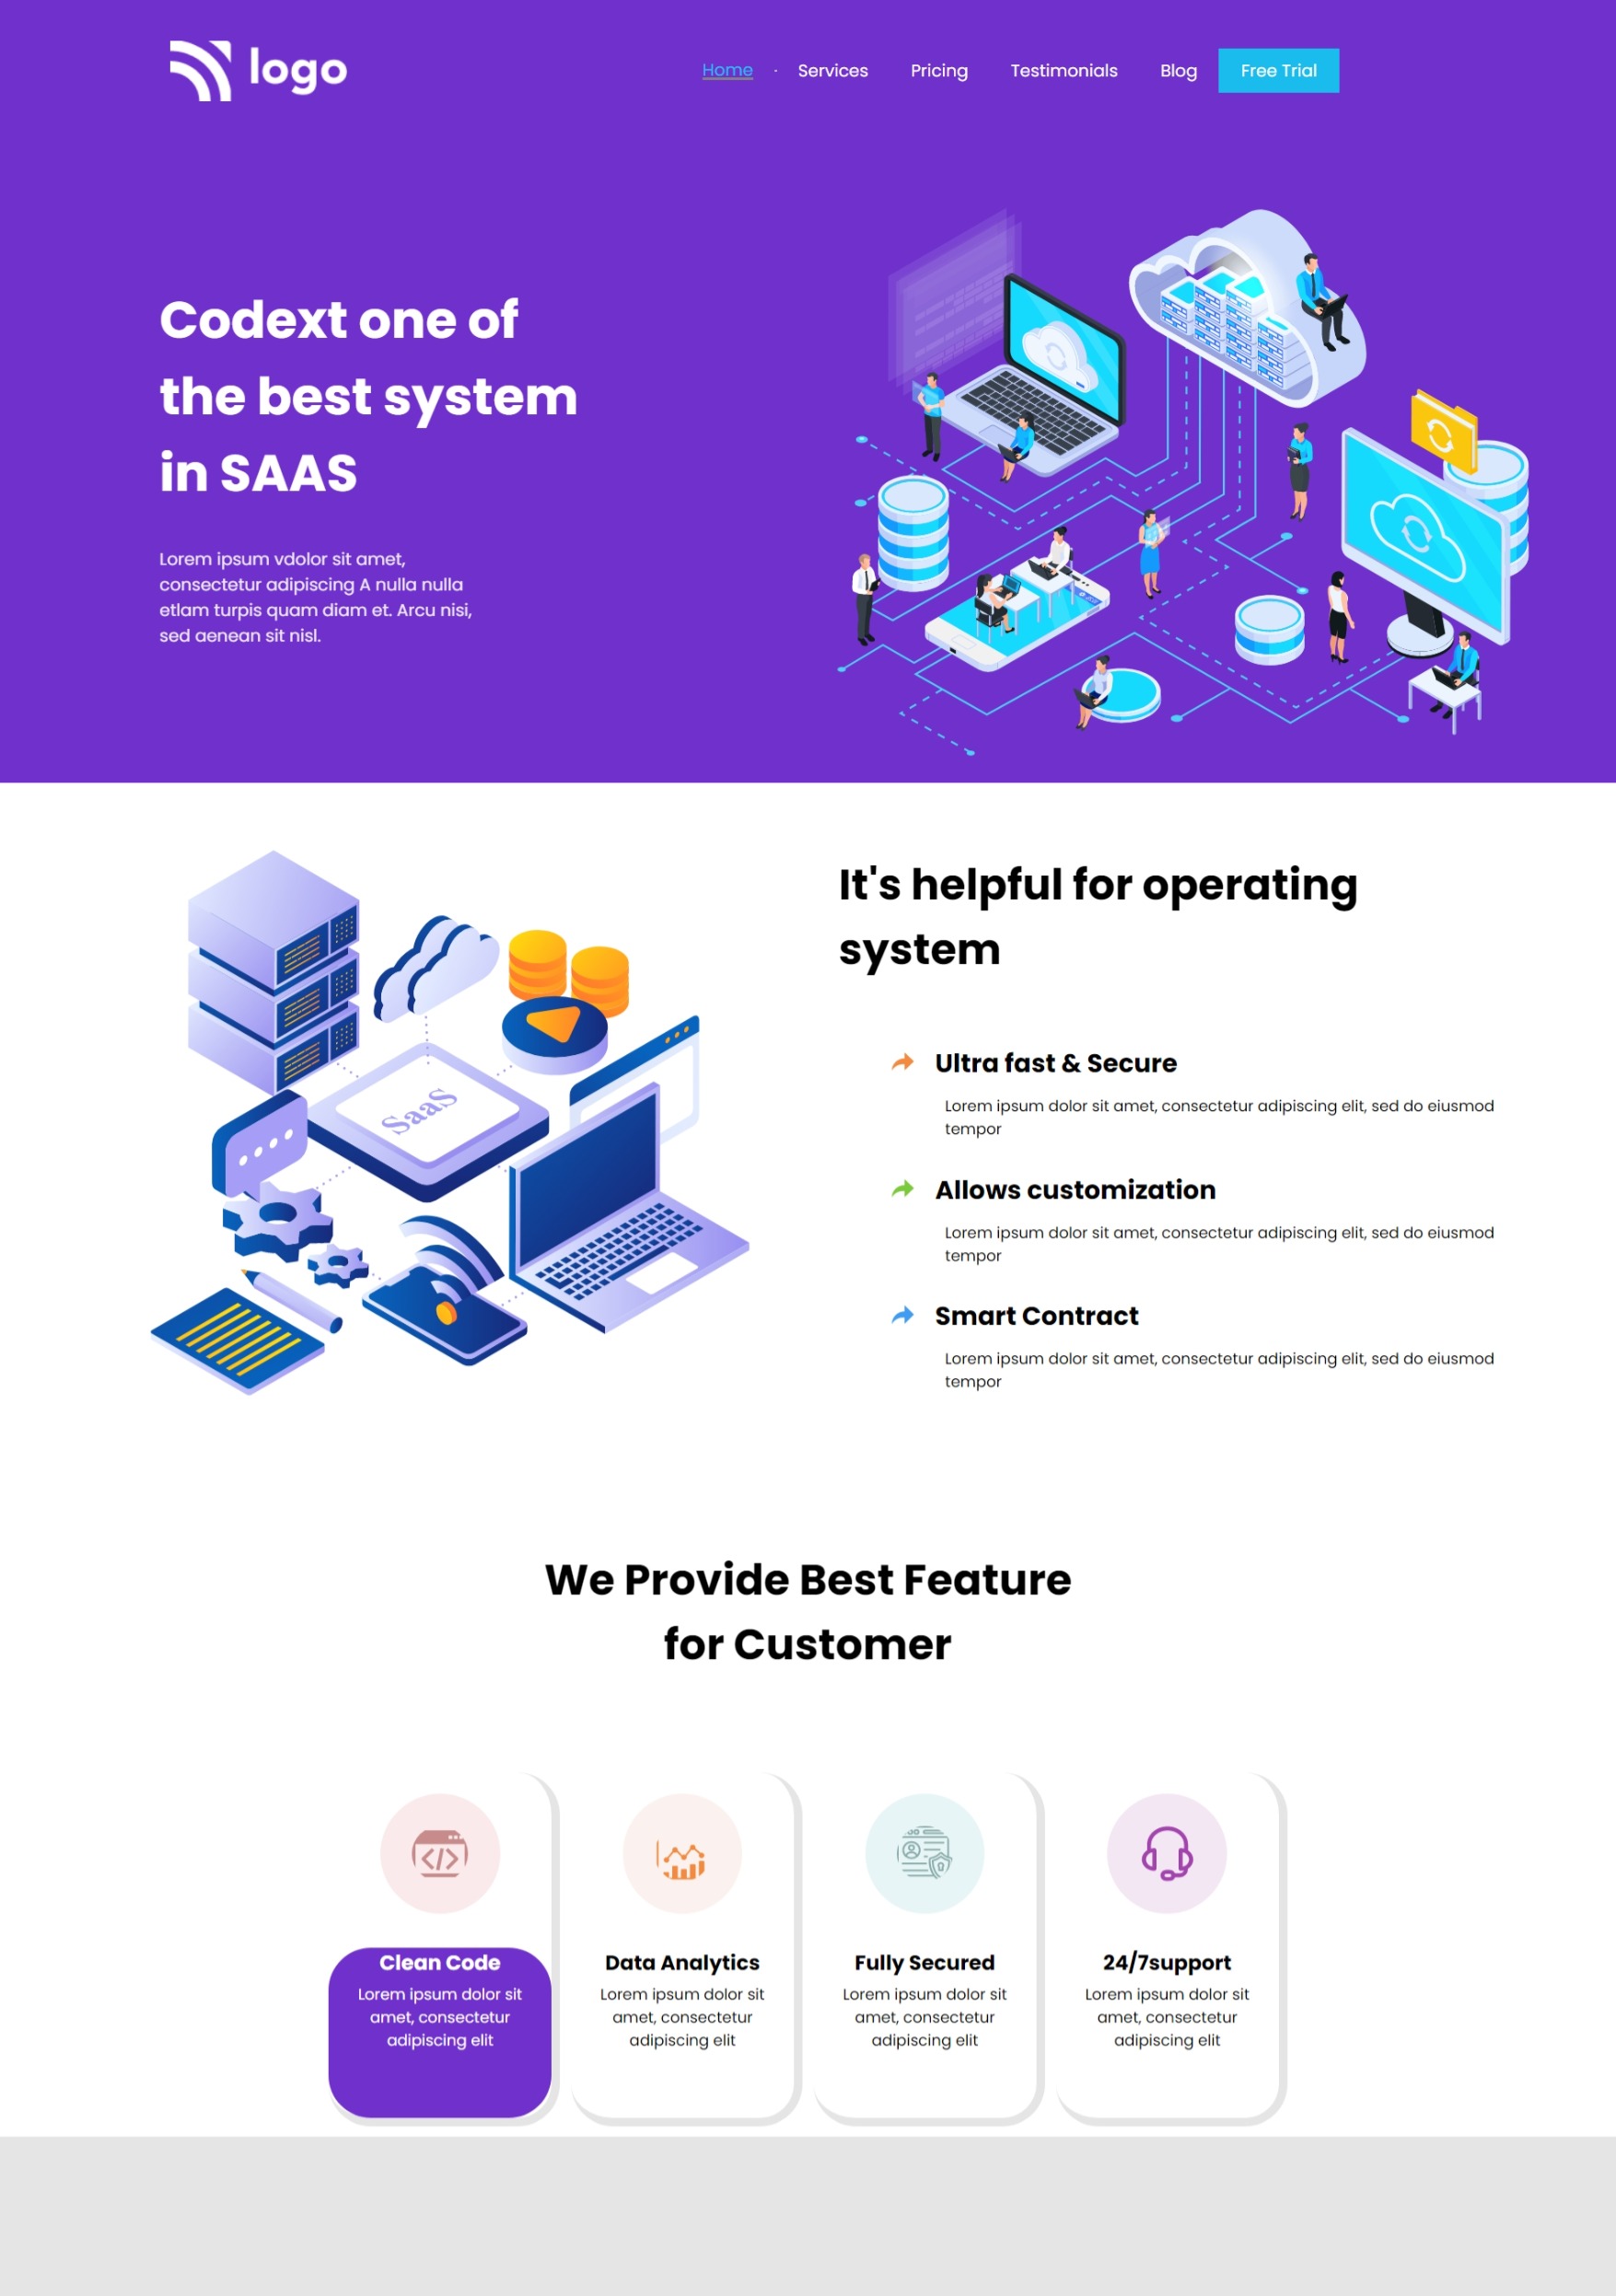 logo
Home · Services Pricing Testimonials Blog Free Trial
Codext one of
the best system
in SAAS
Lorem ipsum vdolor sit amet,
consectetur adipiscing A nulla nulla
etlam turpis quam diam et. Arcu nisi,
sed aenean sit nisl.
SaaS
It's helpful for operating
system
Ultra fast & Secure
Lorem ipsum dolor sit amet, consectetur adipiscing elit, sed do eiusmod
tempor
Allows customization
Lorem ipsum dolor sit amet, consectetur adipiscing elit, sed do eiusmod
tempor
Smart Contract
Lorem ipsum dolor sit amet, consectetur adipiscing elit, sed do eiusmod
tempor
We Provide Best Feature
for Customer
Clean Code
Lorem ipsum dolor sit
amet, consectetur
adipiscing elit
Data Analytics
Lorem ipsum dolor sit
amet, consectetur
adipiscing elit
Fully Secured
Lorem ipsum dolor sit
amet, consectetur
adipiscing elit
24/7support
Lorem ipsum dolor sit
amet, consectetur
adipiscing elit